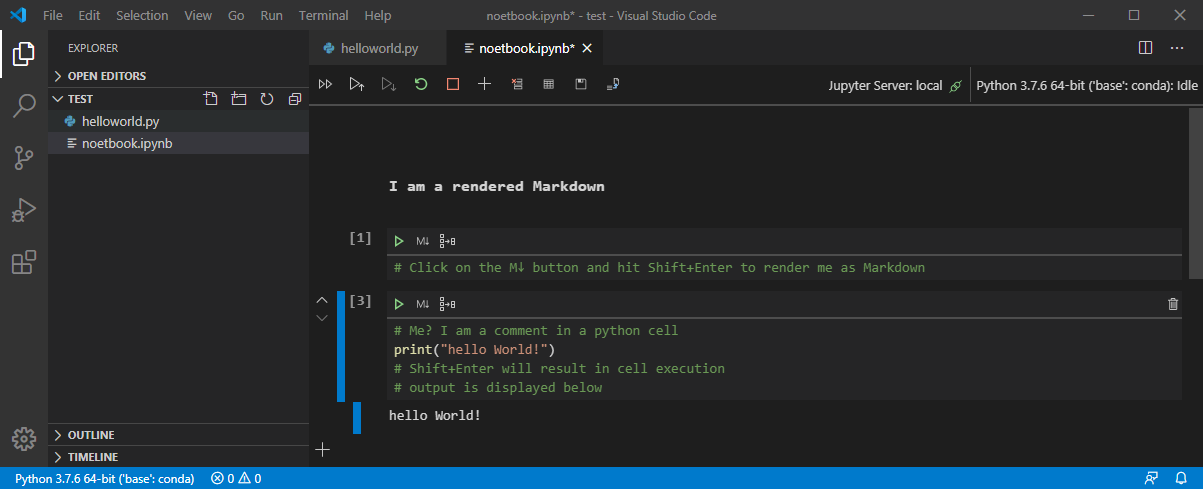 File Edit Selection View Go Run Terminal Help noetbook.ipynb* - test - Visual Studio Code
EXPLORER
OPEN EDITORS
TEST
helloworld.py
noetbook.ipynb
OUTLINE
TIMELINE
helloworld.py noetbook.ipynb*
Jupyter Server: local Python 3.7.6 64-bit ('base': conda): Idle
I am a rendered Markdown
[1] M↓
# Click on the M↓ button and hit Shift+Enter to render me as Markdown
[3] M↓
# Me? I am a comment in a python cell
print("hello World!")
# Shift+Enter will result in cell execution
# output is displayed below
hello World!
Python 3.7.6 64-bit ('base': conda) 0 0